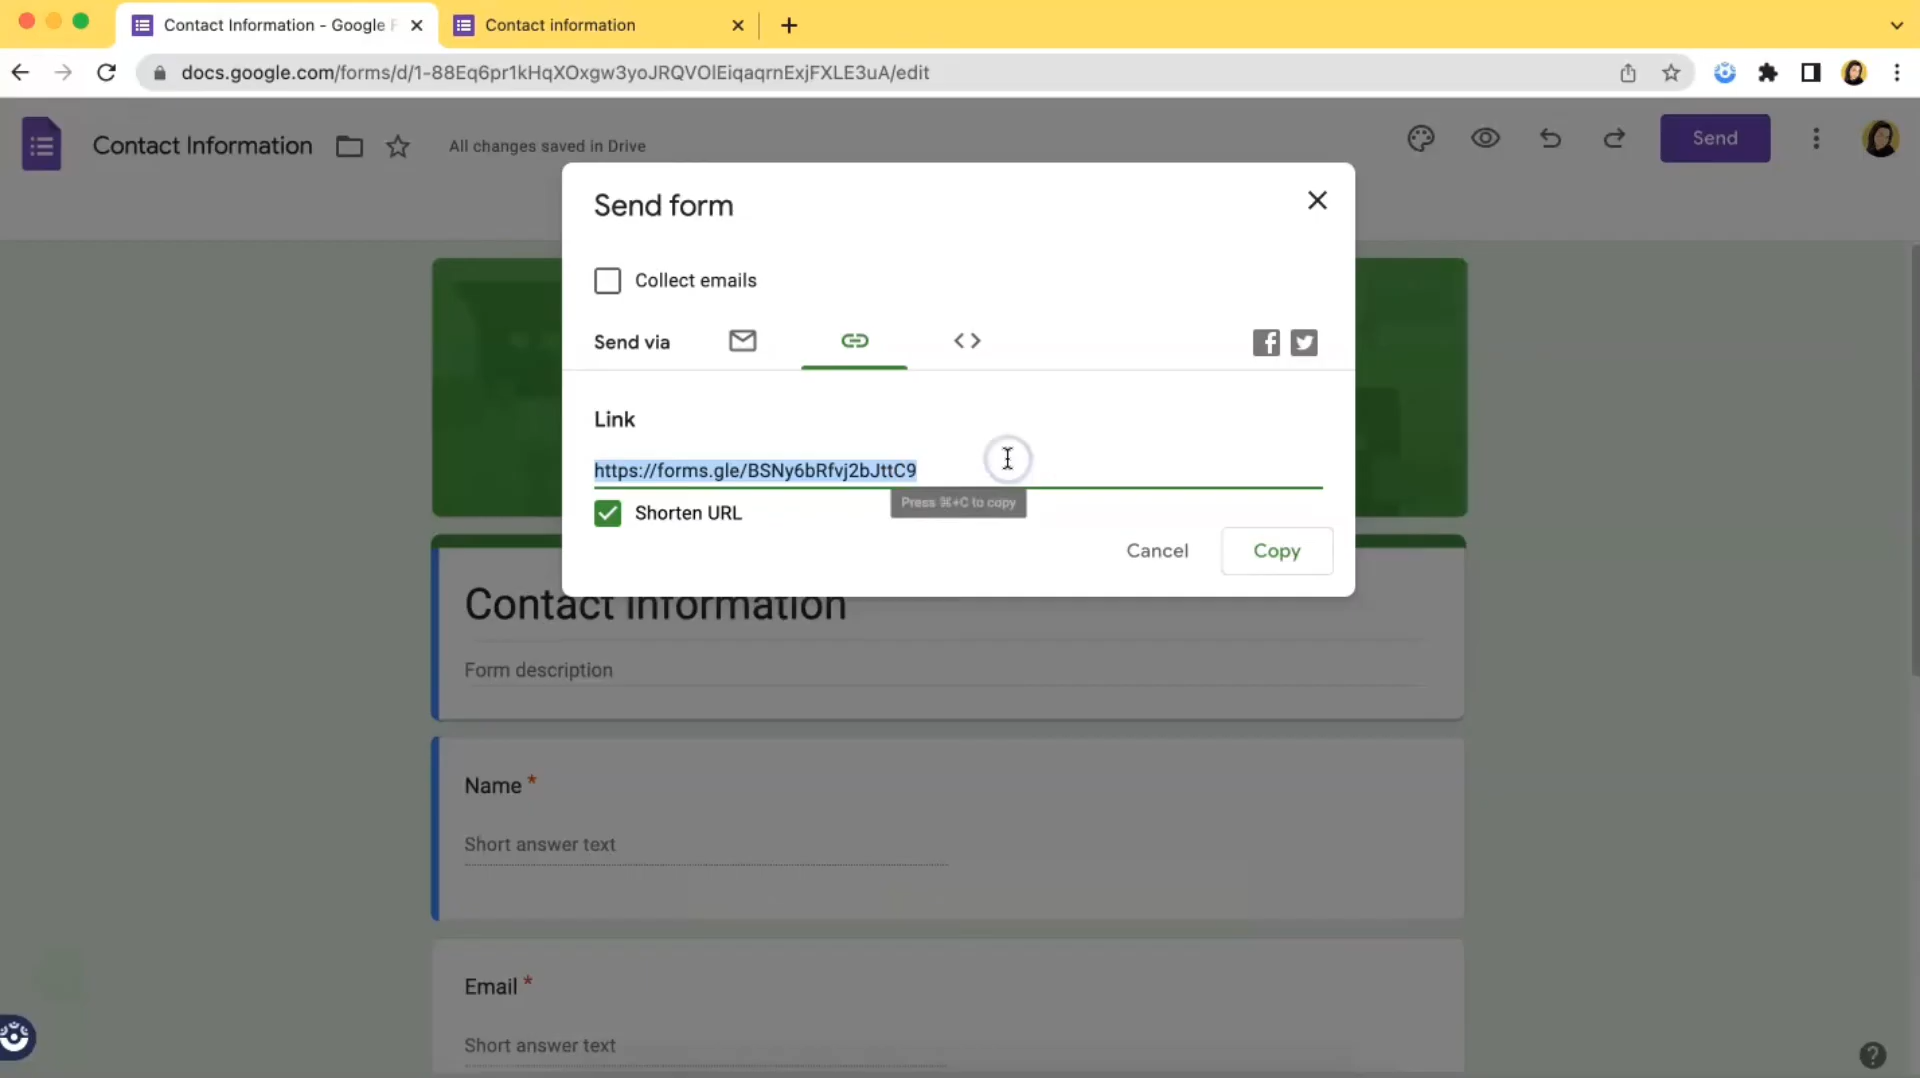 Contact Information - Google F
Contact information
docs.google.com/forms/d/1-88Eq6pr1kHqXOxgw3yoJRQVOlEiqaqrnExjFXLE3uA/edit
Contact Information
All changes saved in Drive
Send
Send form
Collect emails
Send via
Link
https://forms.gle/BSNy6bRfvj2bJttC9
Press ⌘+C to copy
Shorten URL
Cancel
Copy
Contact Information
Form description
Name *
Short answer text
Email *
Short answer text